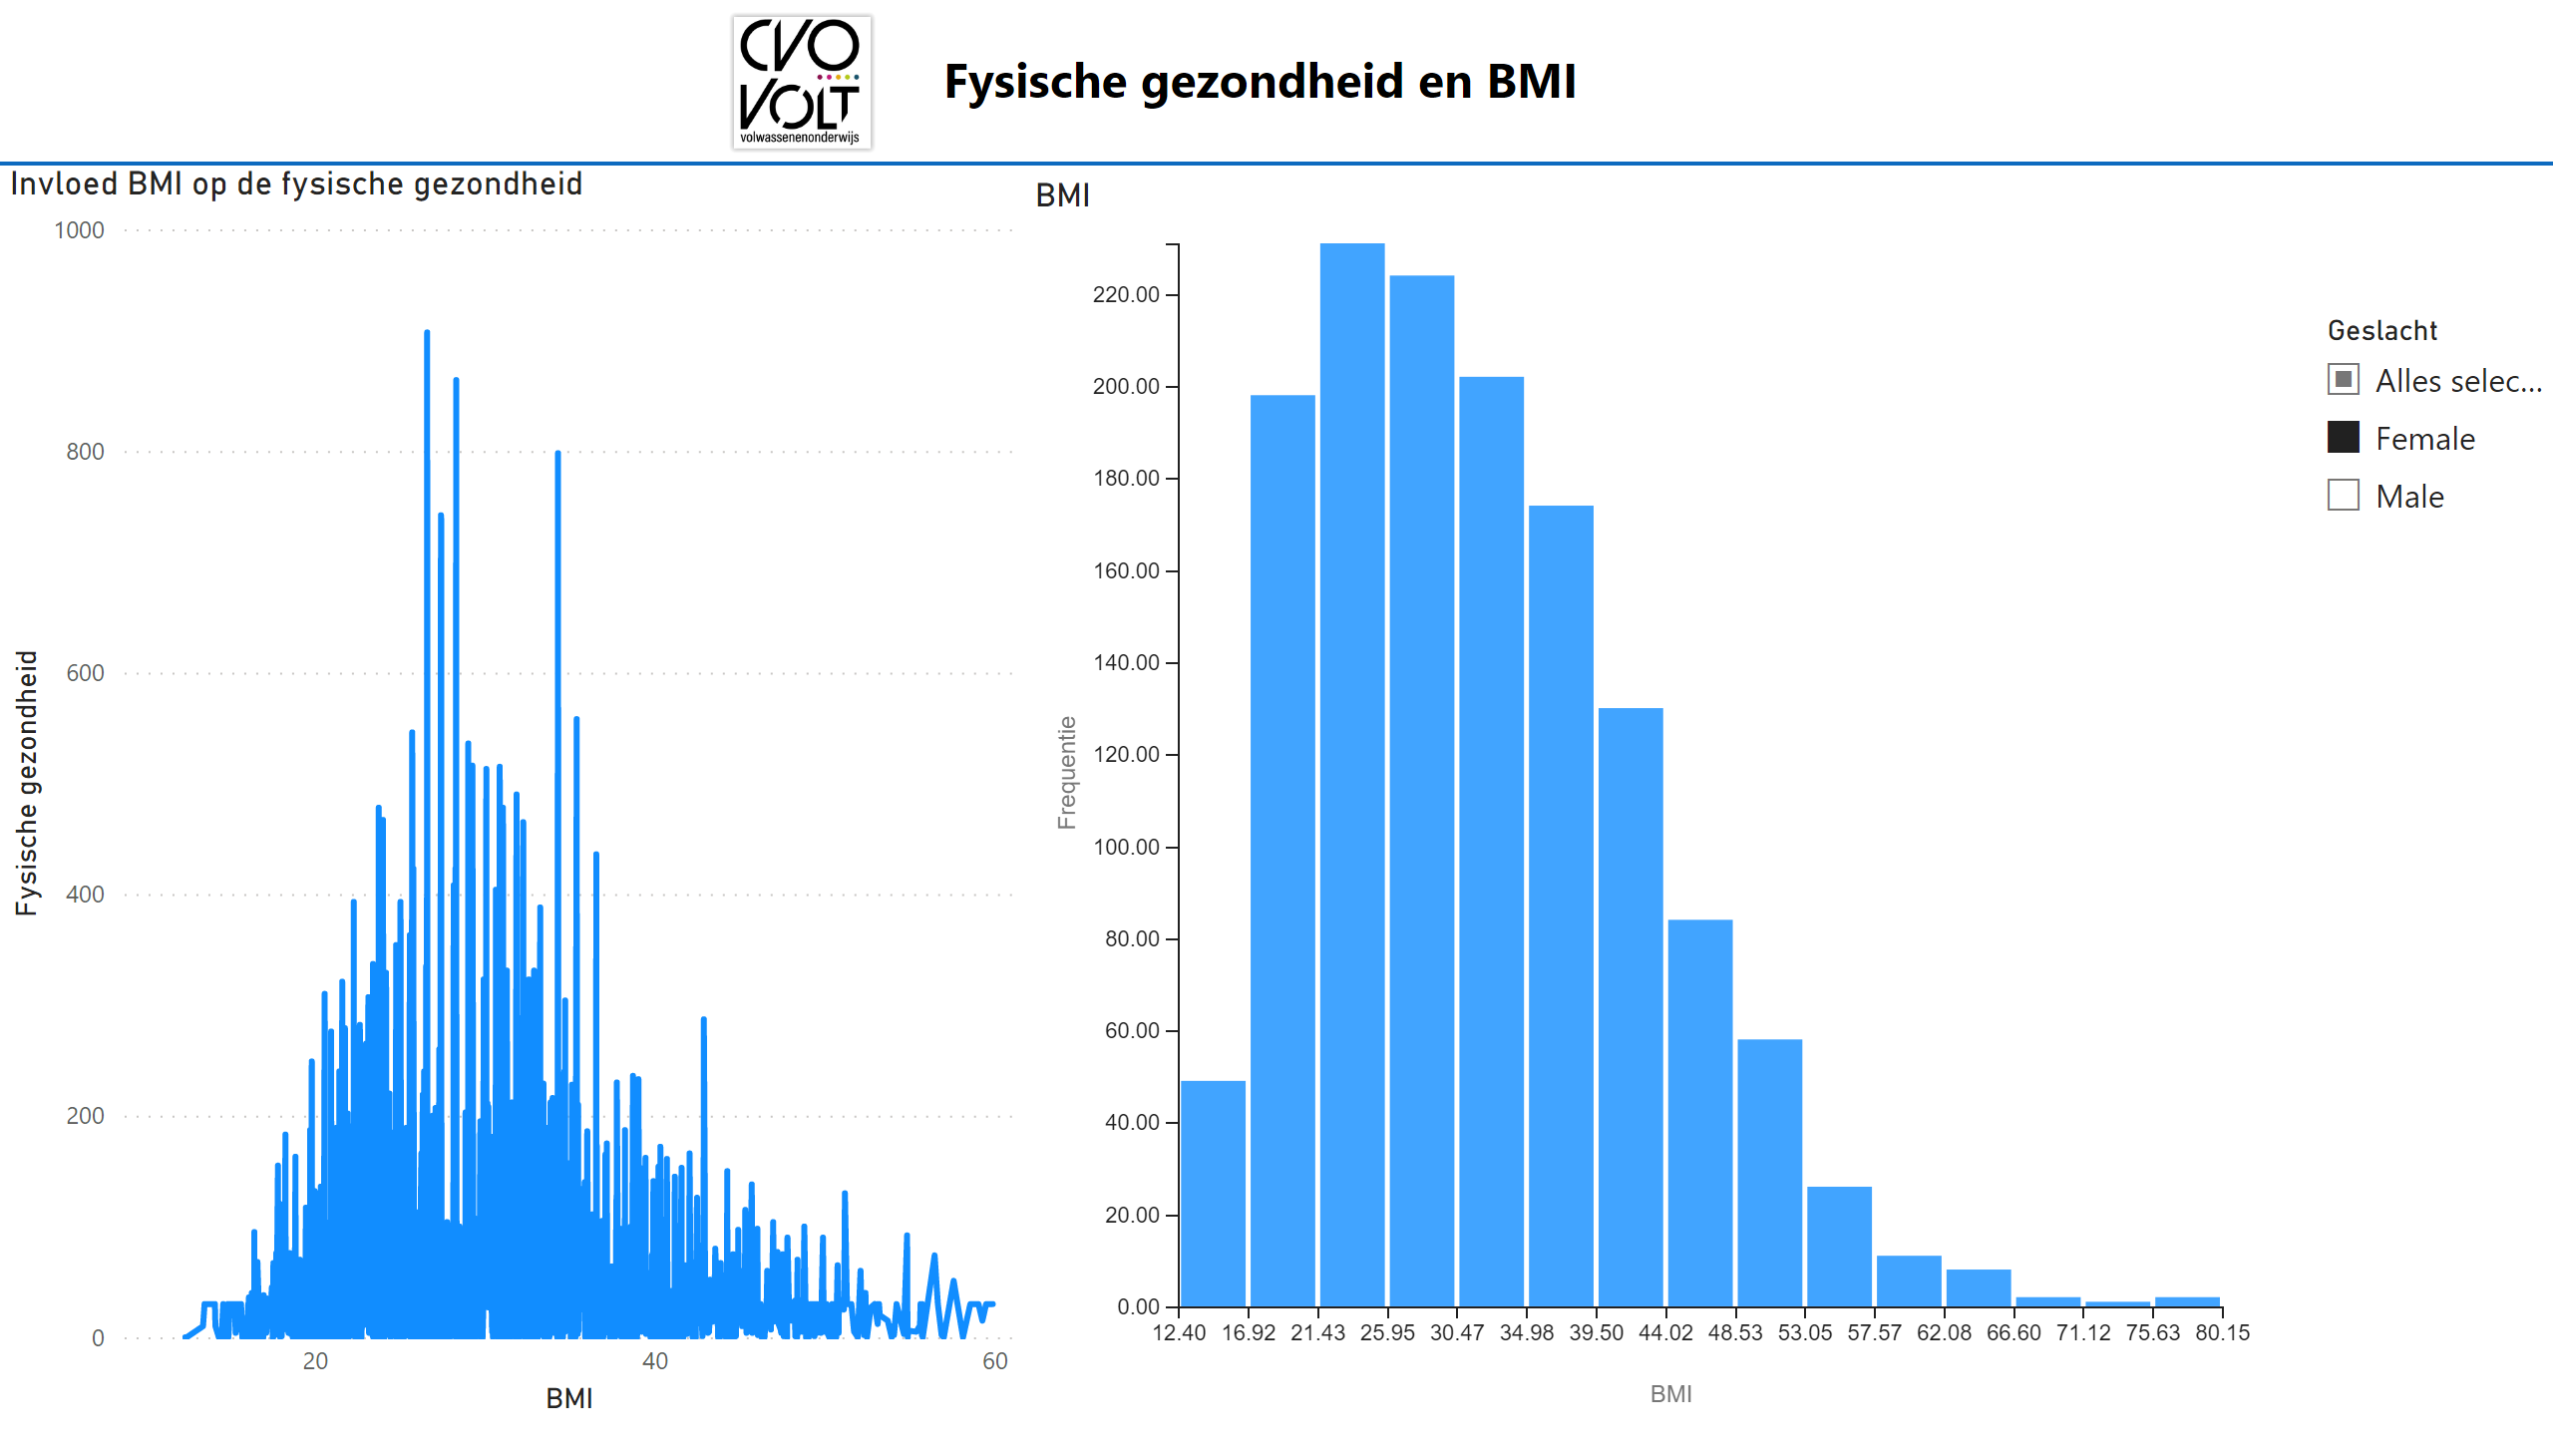 CVO
VOLT
volwassenenonderwijs
Fysische gezondheid en BMI
Invloed BMI op de fysische gezondheid
1000
800
600
400
200
0
Fysische gezondheid
20 40 60
BMI
BMI
220.00
200.00
180.00
160.00
140.00
120.00
100.00
80.00
60.00
40.00
20.00
0.00
Frequentie
12.40 16.92 21.43 25.95 30.47 34.98 39.50 44.02 48.53 53.05 57.57 62.08 66.60 71.12 75.63 80.15
BMI
Geslacht
Alles selec...
Female
Male